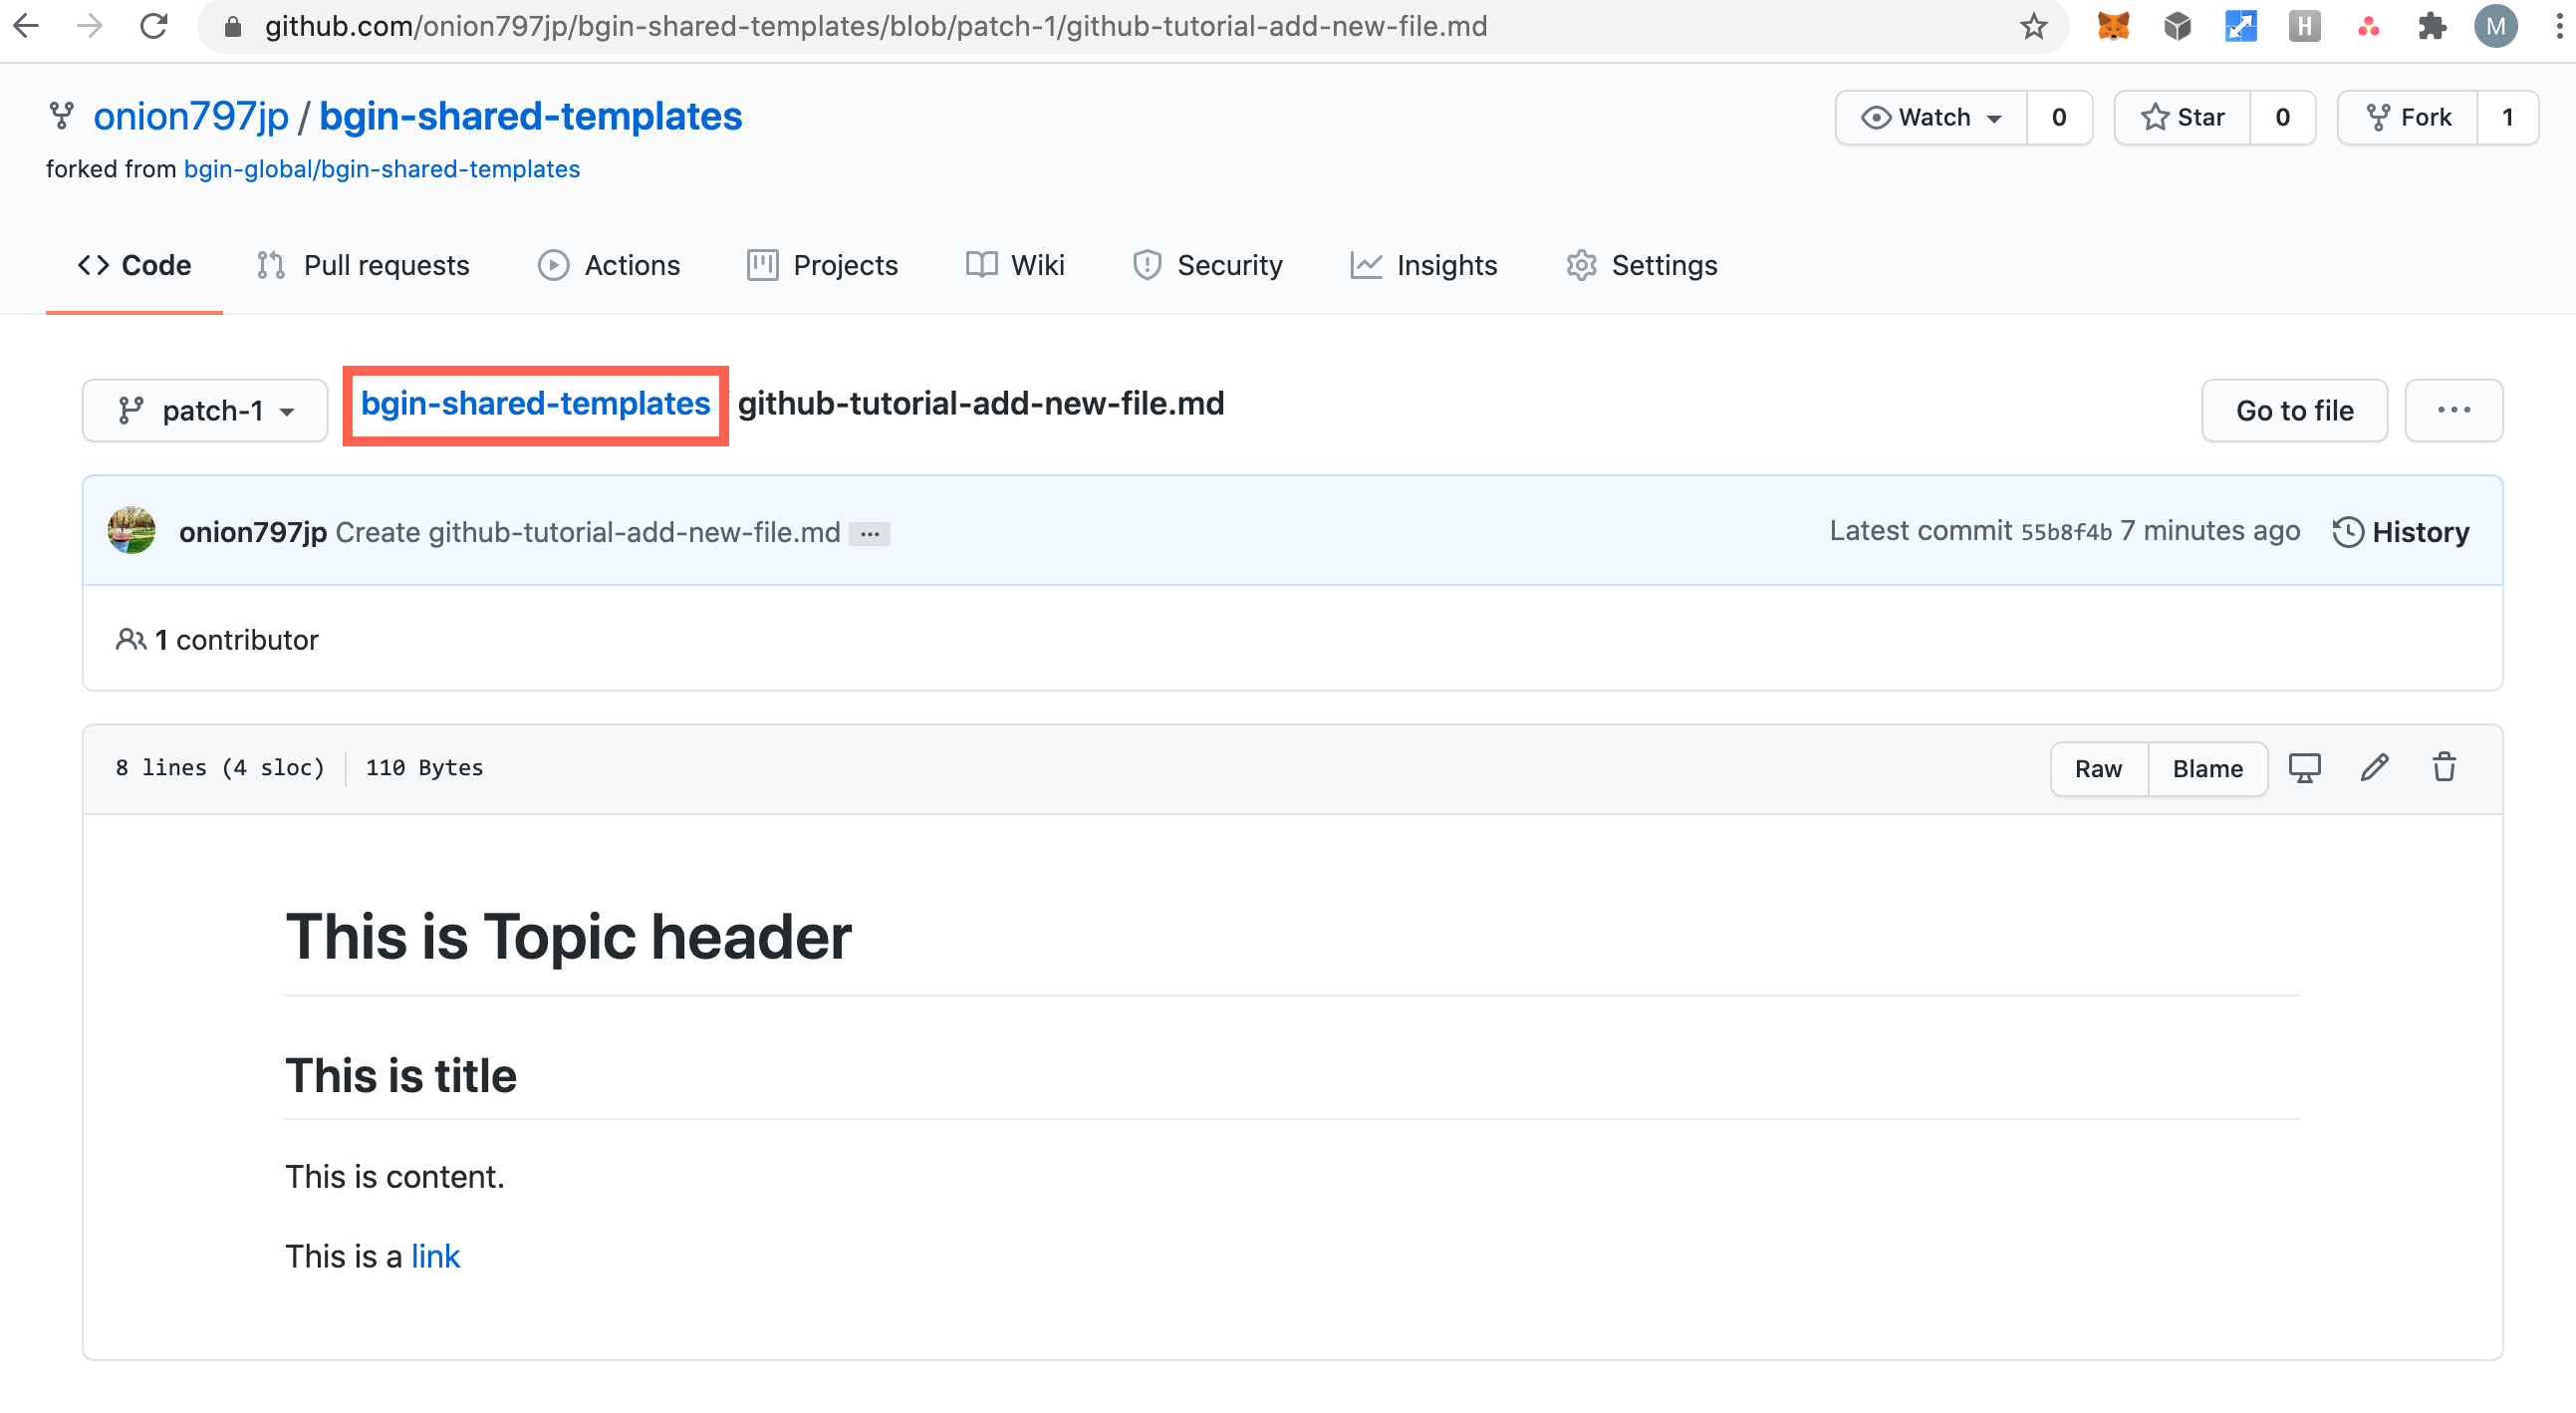 github.com/onion797jp/bgin-shared-templates/blob/patch-1/github-tutorial-add-new-file.md
H
M
onion797jp / bgin-shared-templates
Watch 0
Star 0
Fork 1
forked from bgin-global/bgin-shared-templates
Code
Pull requests
Actions
Projects
Wiki
Security
Insights
Settings
patch-1
bgin-shared-templates github-tutorial-add-new-file.md
Go to file
...
onion797jp Create github-tutorial-add-new-file.md ...
Latest commit 55b8f4b 7 minutes ago
History
1 contributor
8 lines (4 sloc)
110 Bytes
Raw
Blame
This is Topic header
This is title
This is content.
This is a link